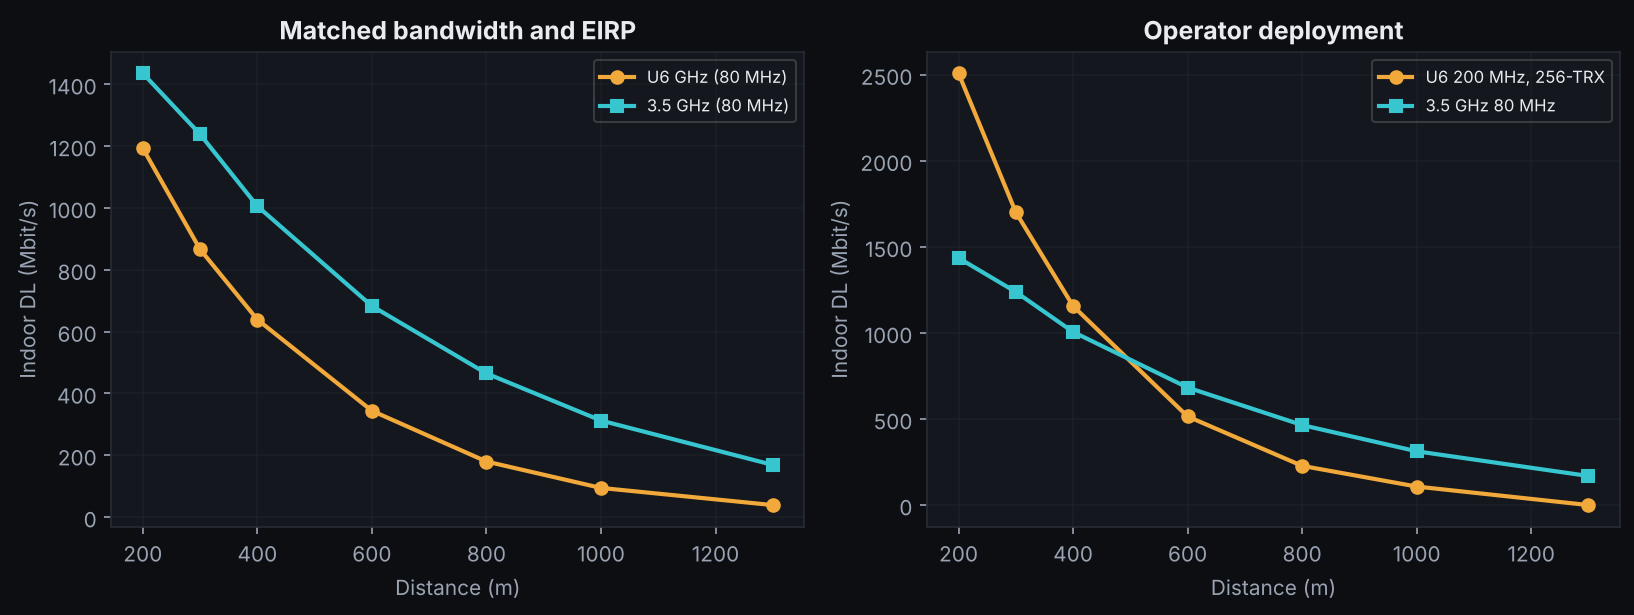 Matched bandwidth and EIRP
U6 GHz (80 MHz)
3.5 GHz (80 MHz)
Indoor DL (Mbit/s)
1400
1200
1000
800
600
400
200
0
200 400 600 800 1000 1200
Distance (m)
Operator deployment
U6 200 MHz, 256-TRX
3.5 GHz 80 MHz
Indoor DL (Mbit/s)
2500
2000
1500
1000
500
0
200 400 600 800 1000 1200
Distance (m)